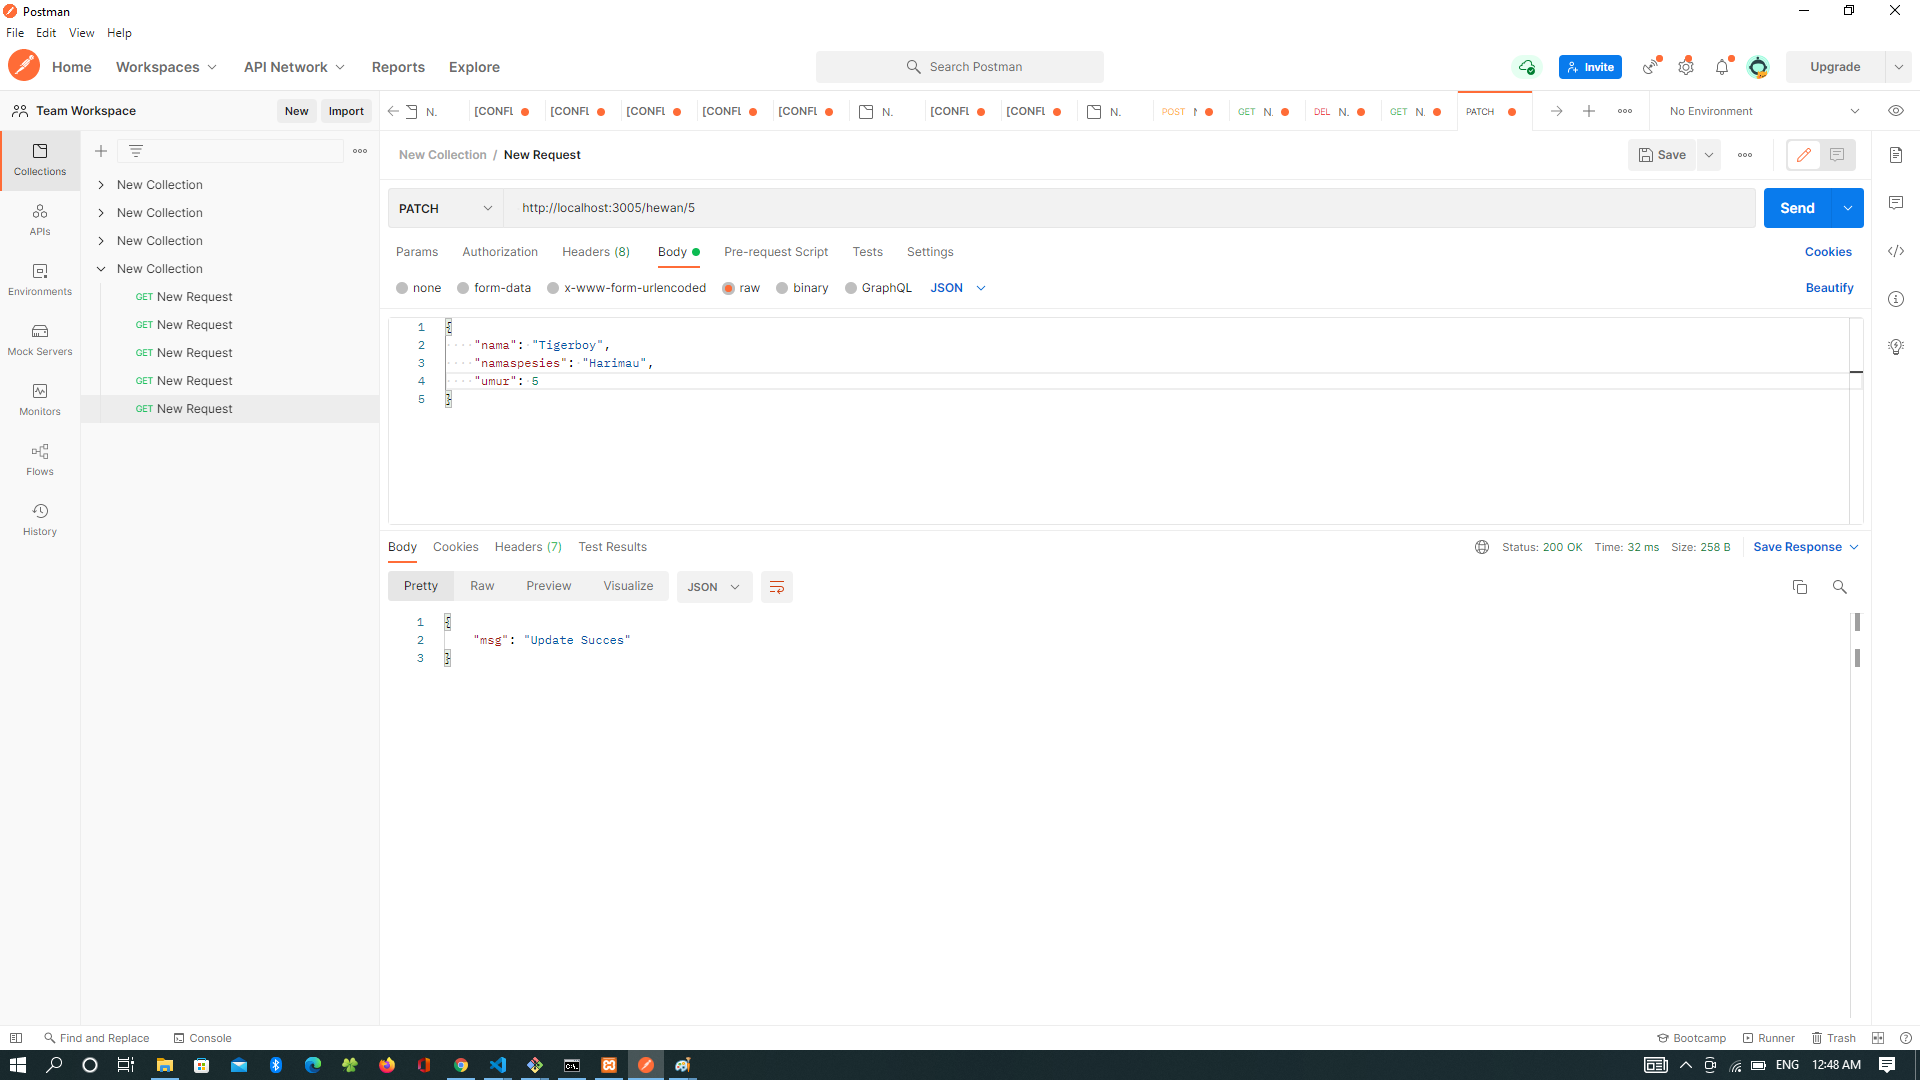 Postman
File Edit View Help
Home Workspaces API Network Reports Explore
Search Postman
Invite
Upgrade
Team Workspace
New Import
N. [CONFL [CONFL [CONFL [CONFL [CONFL N. [CONFL [CONFL N. POST N GET N. DEL N. GET N. PATCH
No Environment
Collections
APIs
Environments
Mock Servers
Monitors
Flows
History
New Collection
New Collection
New Collection
New Collection
GET New Request
GET New Request
GET New Request
GET New Request
GET New Request
New Collection / New Request
Save
PATCH http://localhost:3005/hewan/5
Send
Params Authorization Headers (8) Body Pre-request Script Tests Settings
Cookies
none form-data x-www-form-urlencoded raw binary GraphQL JSON
Beautify
1 {
2 "nama": "Tigerboy",
3 "namaspesies": "Harimau",
4 "umur": 5
5 }
Body Cookies Headers (7) Test Results
Status: 200 OK Time: 32 ms Size: 258 B Save Response
Pretty Raw Preview Visualize JSON
1 {
2 "msg": "Update Succes"
3 }
Find and Replace Console
Bootcamp Runner Trash
ENG 12:48 AM